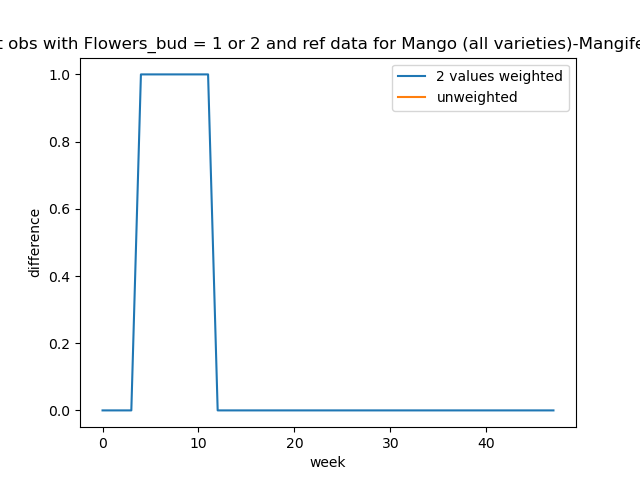 t obs with Flowers_bud = 1 or 2 and ref data for Mango (all varieties)-Mangife
2 values weighted
unweighted
1.0
0.8
0.6
0.4
0.2
0.0
difference
0 10 20 30 40
week